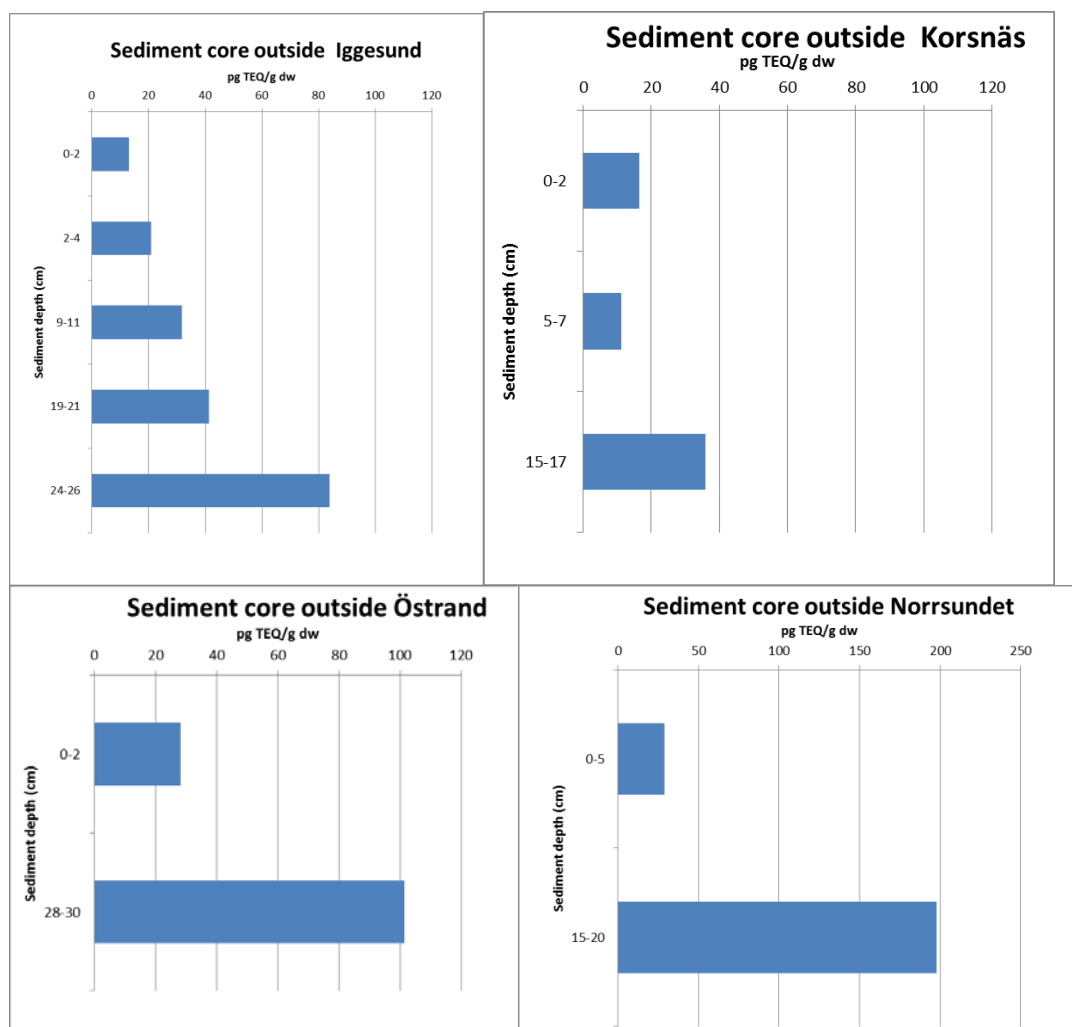 Sediment core outside Iggesund
pg TEQ/g dw
0 20 40 60 80 100 120
Sediment depth (cm)
0-2
2-4
9-11
19-21
24-26
Sediment core outside Korsnäs
pg TEQ/g dw
0 20 40 60 80 100 120
Sediment depth (cm)
0-2
5-7
15-17
Sediment core outside Östrand
pg TEQ/g dw
0 20 40 60 80 100 120
Sediment depth (cm)
0-2
28-30
Sediment core outside Norrsundet
pg TEQ/g dw
0 50 100 150 200 250
Sediment depth (cm)
0-5
15-20